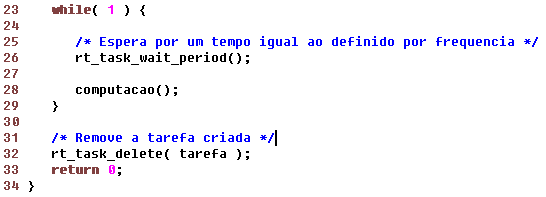 23 while( 1 ) {
24
25 /* Espera por um tempo igual ao definido por frequencia */
26 rt_task_wait_period();
27
28 computacao();
29 }
30
31 /* Remove a tarefa criada */
32 rt_task_delete( tarefa );
33 return 0;
34 }